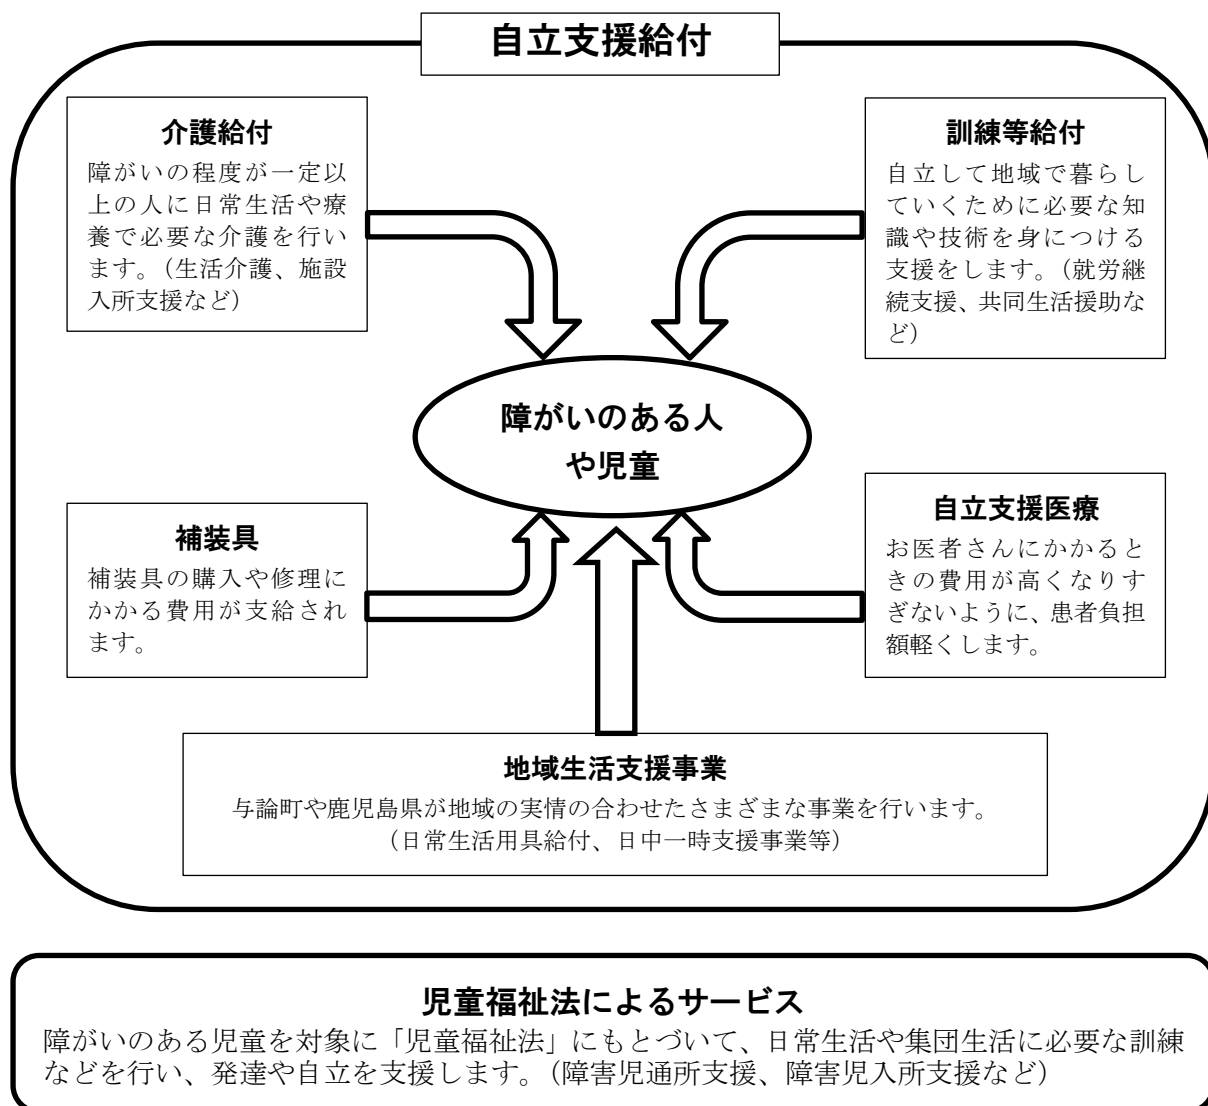 自立支援給付
介護給付
障がいの程度が一定以
上の人に日常生活や療
養で必要な介護を行い
ます。（生活介護、施設
入所支援など）
訓練等給付
自立して地域で暮らし
ていくために必要な知
識や技術を身につける
支援をします。（就労継
続支援、共同生活援助な
ど）
障がいのある人
や児童
補装具
補装具の購入や修理に
かかる費用が支給され
ます。
自立支援医療
お医者さんにかかると
きの費用が高くなりす
ぎないように、患者負担
額軽くします。
地域生活支援事業
与論町や鹿児島県が地域の実情の合わせたさまざまな事業を行います。
（日常生活用具給付、日中一時支援事業等）
児童福祉法によるサービス
障がいのある児童を対象に「児童福祉法」にもとづいて、日常生活や集団生活に必要な訓練
などを行い、発達や自立を支援します。（障害児通所支援、障害児入所支援など）